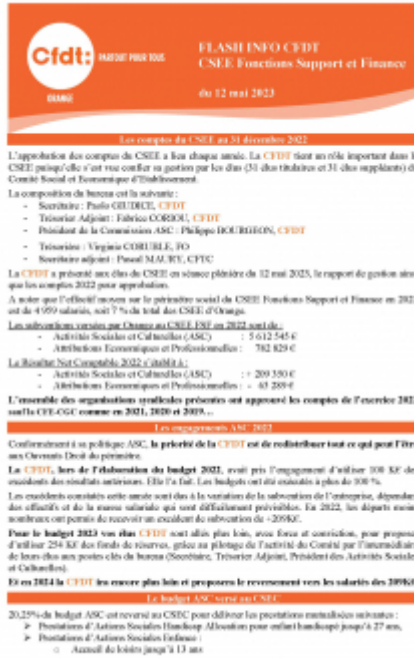 Cfdt:
PARTOUT POUR TOUS
ORANGE
FLASH INFO CFDT
CSEE Fonctions Support et Finance
du 12 mai 2023
Les comptes du CSEE au 31 décembre 2022
L'approbation des comptes du CSEE a lieu chaque année. La CFDT tient un rôle important dans l
CSEE puisqu'elle s'est vue confier sa gestion par les élus (31 élus titulaires et 31 élus suppléants) d
Comité Social et Economique d'Etablissement.
La composition du bureau est la suivante :
- Secrétaire : Paolo GIUDICE, CFDT
- Trésorier Adjoint : Fabrice CORIOU, CFDT
- Président de la Commission ASC : Philippe BOURGEON, CFDT
- Trésorière : Virginie CORUBLE, FO
- Secrétaire adjoint : Pascal MAURY, CFTC
La CFDT a présenté aux élus du CSEE en séance plénière du 12 mai 2023, le rapport de gestion ains
que les comptes 2022 pour approbation.
A noter que l'effectif moyen sur le périmètre social du CSEE Fonctions Support et Finance en 202
est de 4 959 salariés, soit 7 % du total des CSEE d'Orange.
Les subventions versées par Orange au CSEE FSF en 2022 sont de :
- Activités Sociales et Culturelles (ASC) : 5 612 545 €
- Attributions Economiques et Professionnelles : 782 829 €
Le Résultat Net Comptable 2022 s'établit à :
- Activités Sociales et Culturelles (ASC) : + 209 350 €
- Attributions Economiques et Professionnelles : - 63 289 €
L'ensemble des organisations syndicales présentes ont approuvé les comptes de l'exercice 202
sauf la CFE-CGC comme en 2021, 2020 et 2019…
Les engagements ASC 2022
Conformément à sa politique ASC, la priorité de la CFDT est de redistribuer tout ce qui peut l'êtr
aux Ouvrants Droit du périmètre.
La CFDT, lors de l'élaboration du budget 2022, avait pris l'engagement d'utiliser 100 K€ de
excédents des résultats antérieurs. Elle l'a fait. Les budgets ont été exécutés à plus de 100 %.
Les excédents constatés cette année sont dus à la variation de la subvention de l'entreprise, dépendan
des effectifs et de la masse salariale qui sont difficilement prévisibles. En 2022, les départs moin
nombreux ont permis de recevoir un excédent de subvention de +209K€.
Pour le budget 2023 vos élus CFDT sont allés plus loin, avec force et conviction, pour propose
d'utiliser 254 K€ des fonds de réserves, grâce au pilotage de l'activité du Comité par l'intermédiair
de leurs élus aux postes clés du bureau (Secrétaire, Trésorier Adjoint, Président des Activités Sociale
et Culturelles).
Et en 2024 la CFDT ira encore plus loin et proposera le reversement vers les salariés des 209K€
Le budget ASC versé au CSEC
20,25% du budget ASC est reversé au CSEC pour délivrer les prestations mutualisées suivantes :
➢ Prestations d'Actions Sociales Handicap Allocation pour enfant handicapé jusqu'à 27 ans,
➢ Prestations d'Actions Sociales Enfance :
o Accueil de loisirs jusqu'à 13 ans